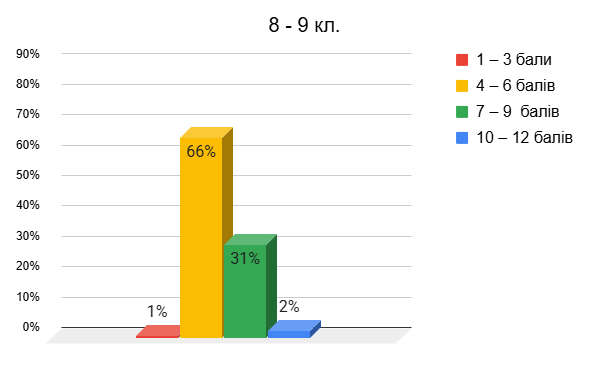 8 - 9 кл.
90%
80%
70%
60%
50%
40%
30%
20%
10%
0%
66%
31%
1%
2%
1 – 3 бали
4 – 6 балів
7 – 9  балів
10 – 12 балів